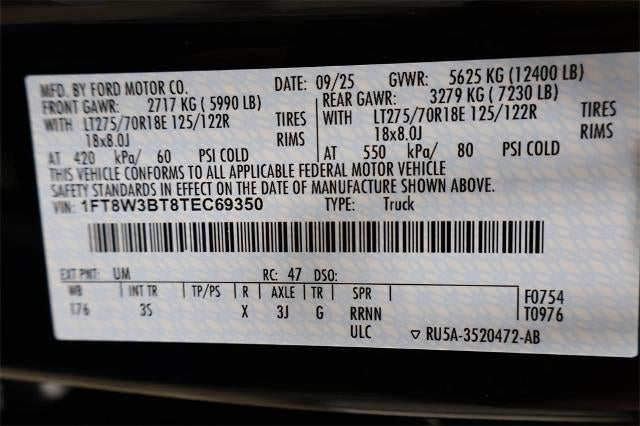 MFD. BY FORD MOTOR CO. DATE: 09/25 GVWR: 5625 KG (12400 LB)
FRONT GAWR: 2717 KG ( 5990 LB) REAR GAWR: 3279 KG ( 7230 LB)
WITH LT275/70R18E 125/122R TIRES WITH LT275/70R18E 125/122R TIRES
18x8.0J RIMS 18x8.0J RIMS
AT 420 kPa/ 60 PSI COLD AT 550 kPa/ 80 PSI COLD
THIS VEHICLE CONFORMS TO ALL APPLICABLE FEDERAL MOTOR VEHICLE
SAFETY STANDARDS IN EFFECT ON THE DATE OF MANUFACTURE SHOWN ABOVE.
VIN: 1FT8W3BT8TEC69350 TYPE: Truck
EXT PNT: UM RC: 47 DSO:
WB INT TR TP/PS R AXLE TR SPR F0754
176 3S X 3J G RRNN T0976
ULC ▽ RU5A-3520472-AB